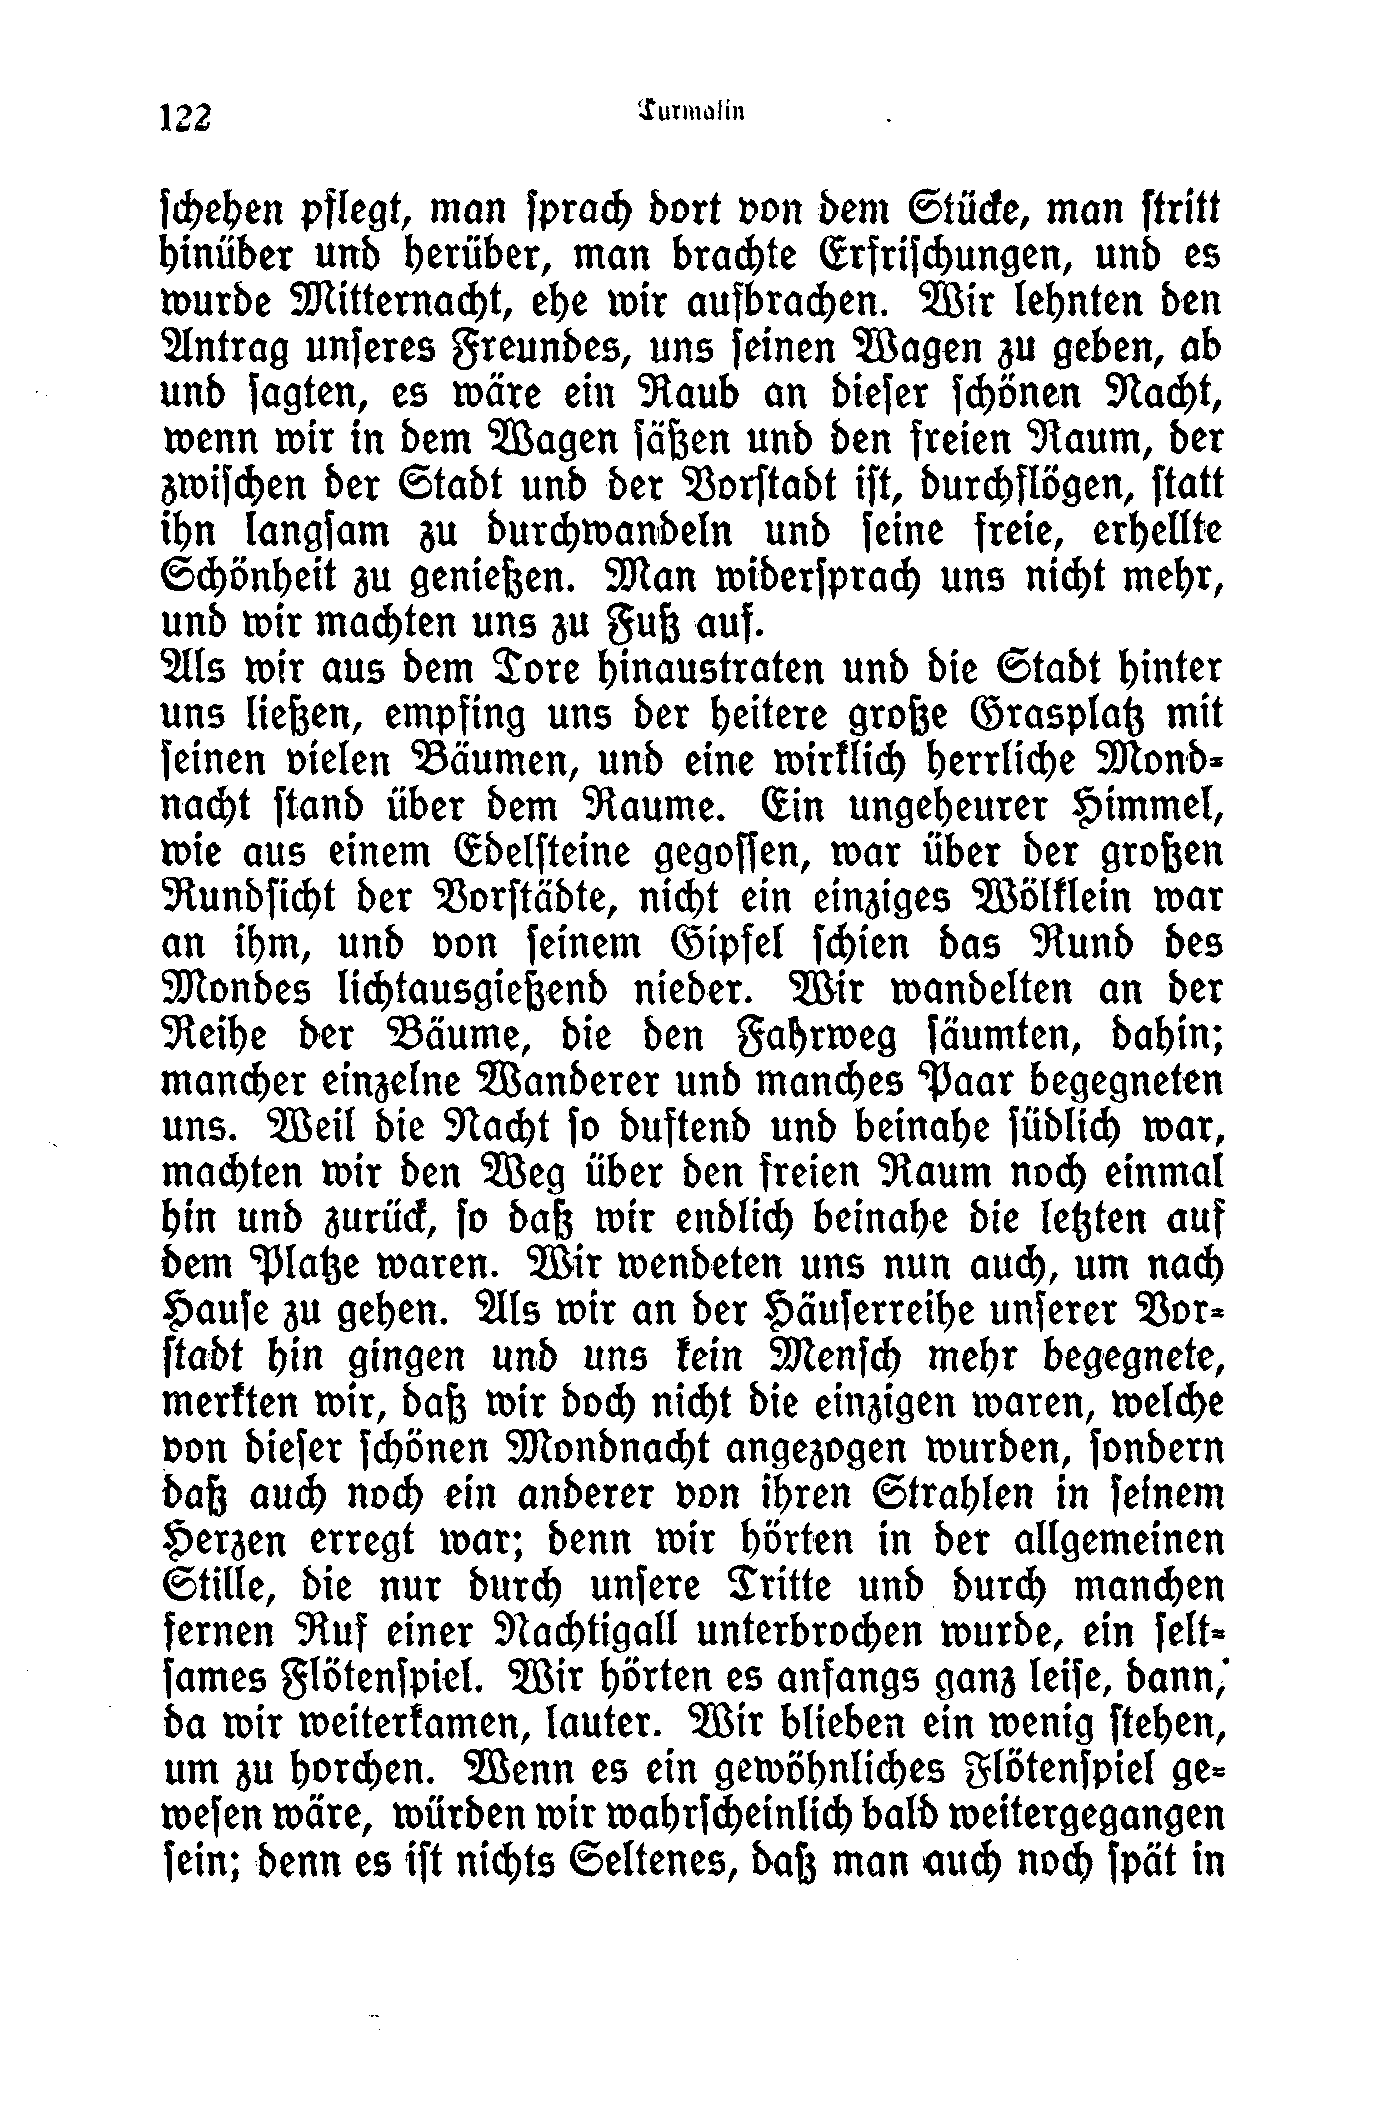 122
Turmalin
schehen pflegt, man sprach dort von dem Stücke, man stritt
hinüber und herüber, man brachte Erfrischungen, und es
wurde Mitternacht, ehe wir aufbrachen. Wir lehnten den
Antrag unseres Freundes, uns seinen Wagen zu geben, ab
und sagten, es wäre ein Raub an dieser schönen Nacht,
wenn wir in dem Wagen säßen und den freien Raum, der
zwischen der Stadt und der Vorstadt ist, durchflögen, statt
ihn langsam zu durchwandeln und seine freie, erhellte
Schönheit zu genießen. Man widersprach uns nicht mehr,
und wir machten uns zu Fuß auf.
Als wir aus dem Tore hinaustraten und die Stadt hinter
uns ließen, empfing uns der heitere große Grasplatz mit
seinen vielen Bäumen, und eine wirklich herrliche Mond-
nacht stand über dem Raume. Ein ungeheurer Himmel,
wie aus einem Edelsteine gegossen, war über der großen
Rundsicht der Vorstädte, nicht ein einziges Wölklein war
an ihm, und von seinem Gipfel schien das Rund des
Mondes lichtausgießend nieder. Wir wandelten an der
Reihe der Bäume, die den Fahrweg säumten, dahin;
mancher einzelne Wanderer und manches Paar begegneten
uns. Weil die Nacht so duftend und beinahe südlich war,
machten wir den Weg über den freien Raum noch einmal
hin und zurück, so daß wir endlich beinahe die letzten auf
dem Platze waren. Wir wendeten uns nun auch, um nach
Hause zu gehen. Als wir an der Häuserreihe unserer Vor-
stadt hin gingen und uns kein Mensch mehr begegnete,
merkten wir, daß wir doch nicht die einzigen waren, welche
von dieser schönen Mondnacht angezogen wurden, sondern
daß auch noch ein anderer von ihren Strahlen in seinem
Herzen erregt war; denn wir hörten in der allgemeinen
Stille, die nur durch unsere Tritte und durch manchen
fernen Ruf einer Nachtigall unterbrochen wurde, ein selt-
sames Flötenspiel. Wir hörten es anfangs ganz leise, dann,
da wir weiterkamen, lauter. Wir blieben ein wenig stehen,
um zu horchen. Wenn es ein gewöhnliches Flötenspiel ge-
wesen wäre, würden wir wahrscheinlich bald weitergegangen
sein; denn es ist nichts Seltenes, daß man auch noch spät in